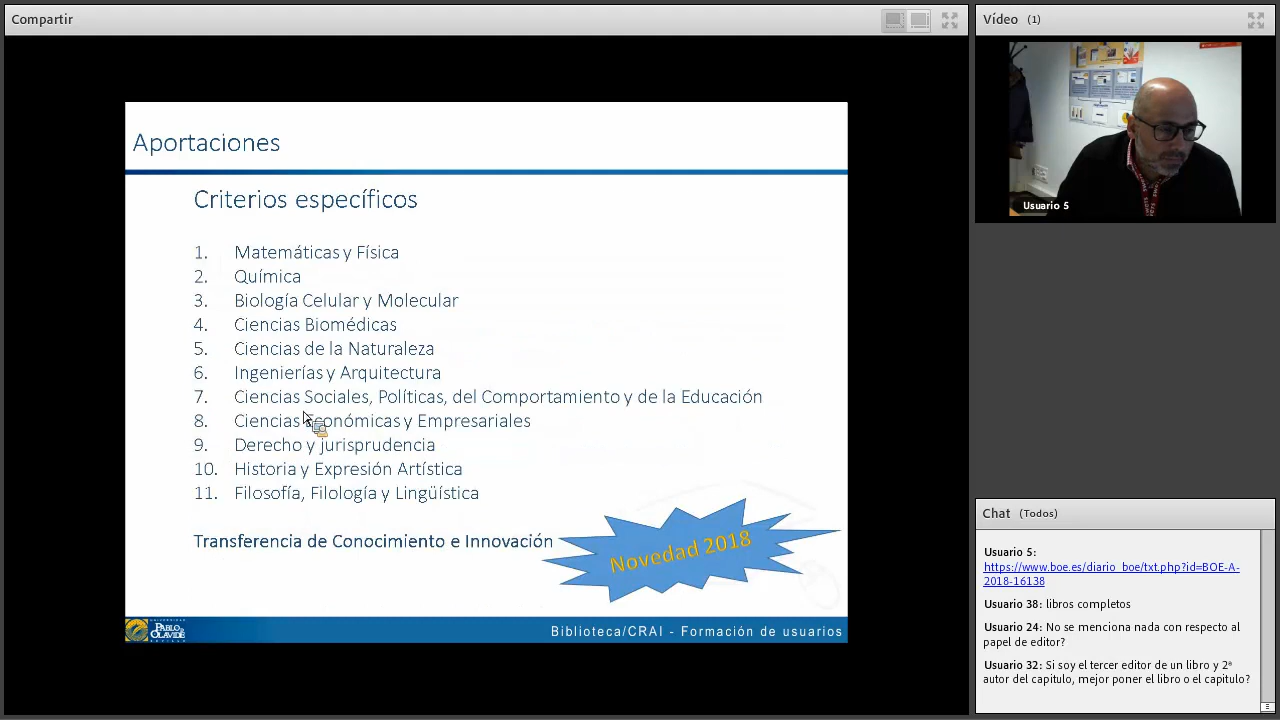 Compartir
Aportaciones
Criterios específicos
1. Matemáticas y Física
2. Química
3. Biología Celular y Molecular
4. Ciencias Biomédicas
5. Ciencias de la Naturaleza
6. Ingenierías y Arquitectura
7. Ciencias Sociales, Políticas, del Comportamiento y de la Educación
8. Ciencias Económicas y Empresariales
9. Derecho y jurisprudencia
10. Historia y Expresión Artística
11. Filosofía, Filología y Lingüística
Transferencia de Conocimiento e Innovación
Novedad 2018
UNIVERSIDAD
PABLO DE
OLAVIDE
SEVILLA
Biblioteca/CRAI - Formación de usuarios
Vídeo (1)
Usuario 5
Chat (Todos)
Usuario 5:
https://www.boe.es/diario_boe/txt.php?id=BOE-A-
2018-16138
Usuario 38: libros completos
Usuario 24: No se menciona nada con respecto al
papel de editor?
Usuario 32: Si soy el tercer editor de un libro y 2º
autor del capitulo, mejor poner el libro o el capitulo?